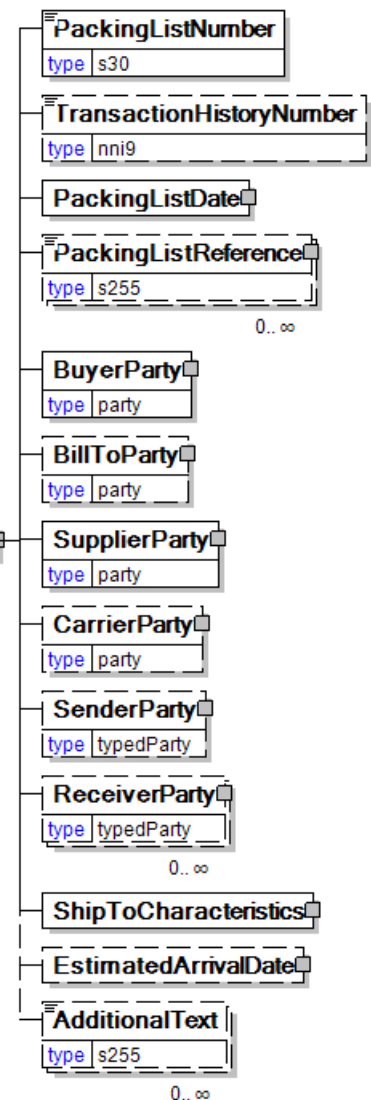 PackingListNumber
type s30
TransactionHistoryNumber
type nni9
PackingListDate
PackingListReference
type s255
0.. ∞
BuyerParty
type party
BillToParty
type party
SupplierParty
type party
CarrierParty
type party
SenderParty
type typedParty
ReceiverParty
type typedParty
0.. ∞
ShipToCharacteristics
EstimatedArrivalDate
AdditionalText
type s255
0.. ∞